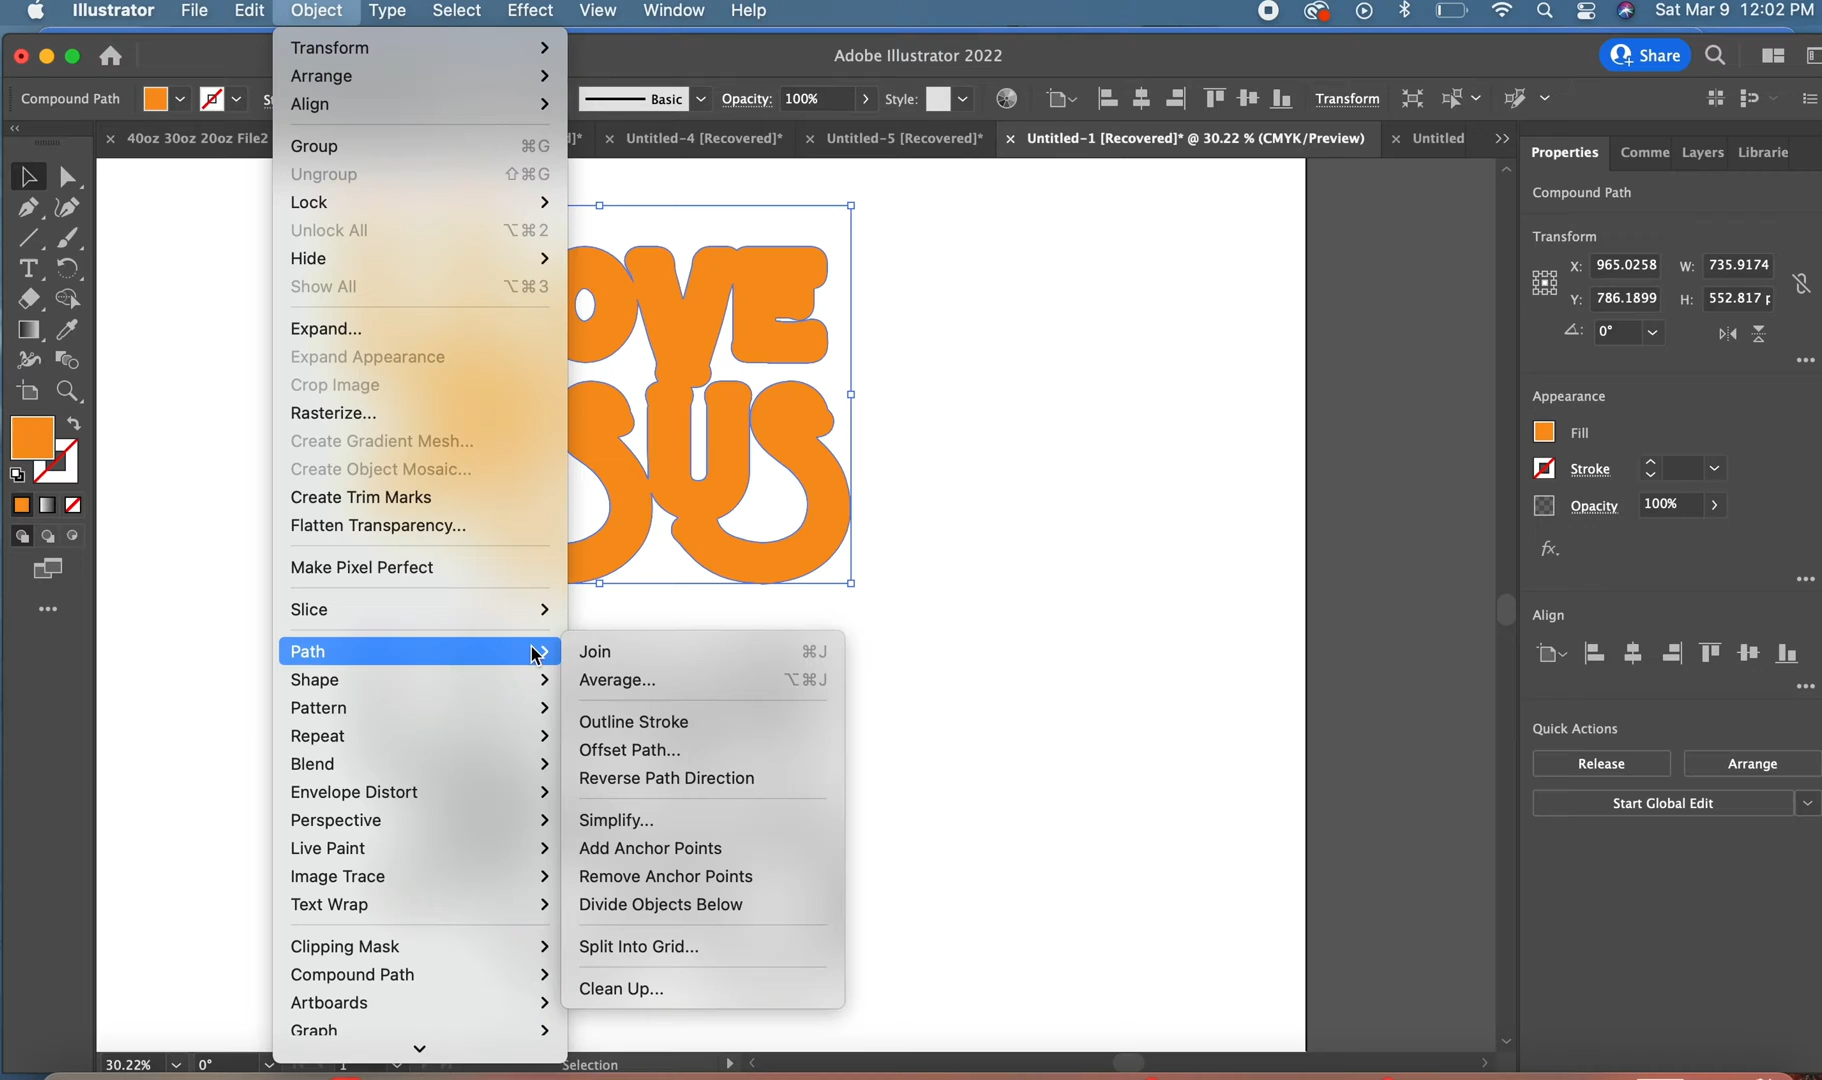 Illustrator File Edit Object Type Select Effect View Window Help Sat Mar 9 12:02 PM
Adobe Illustrator 2022 Share
Compound Path Basic Opacity: 100% Style: Transform
× 40oz 30oz 20oz File2 ]* × Untitled-4 [Recovered]* × Untitled-5 [Recovered]* × Untitled-1 [Recovered]* @ 30.22 % (CMYK/Preview) × Untitled
Transform
Arrange
Align
Group ⌘G
Ungroup ⇧⌘G
Lock
Unlock All ⌥⌘2
Hide
Show All ⌥⌘3
Expand...
Expand Appearance
Crop Image
Rasterize...
Create Gradient Mesh...
Create Object Mosaic...
Create Trim Marks
Flatten Transparency...
Make Pixel Perfect
Slice
Path
Shape
Pattern
Repeat
Blend
Envelope Distort
Perspective
Live Paint
Image Trace
Text Wrap
Clipping Mask
Compound Path
Artboards
Graph
Join ⌘J
Average... ⌥⌘J
Outline Stroke
Offset Path...
Reverse Path Direction
Simplify...
Add Anchor Points
Remove Anchor Points
Divide Objects Below
Split Into Grid...
Clean Up...
OVE
SUS
Properties Comme Layers Librarie
Compound Path
Transform
X: 965.0258 W: 735.9174
Y: 786.1899 H: 552.817 p
0°
Appearance
Fill
Stroke
Opacity 100%
fx.
Align
Quick Actions
Release Arrange
Start Global Edit
30.22% 0° 1 Selection